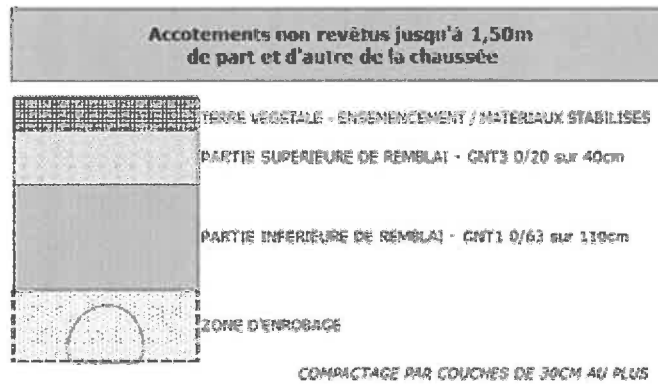 Accotements non revêtus jusqu'à 1,50m
de part et d'autre de la chaussée
TERRE VEGETALE - ENSEMENCEMENT / MATERIAUX STABILISES
PARTIE SUPERIEURE DE REMBLAI - GNT3 0/20 sur 40cm
PARTIE INFERIEURE DE REMBLAI - GNT1 0/63 sur 110cm
ZONE D'ENROBAGE
COMPACTAGE PAR COUCHES DE 30CM AU PLUS